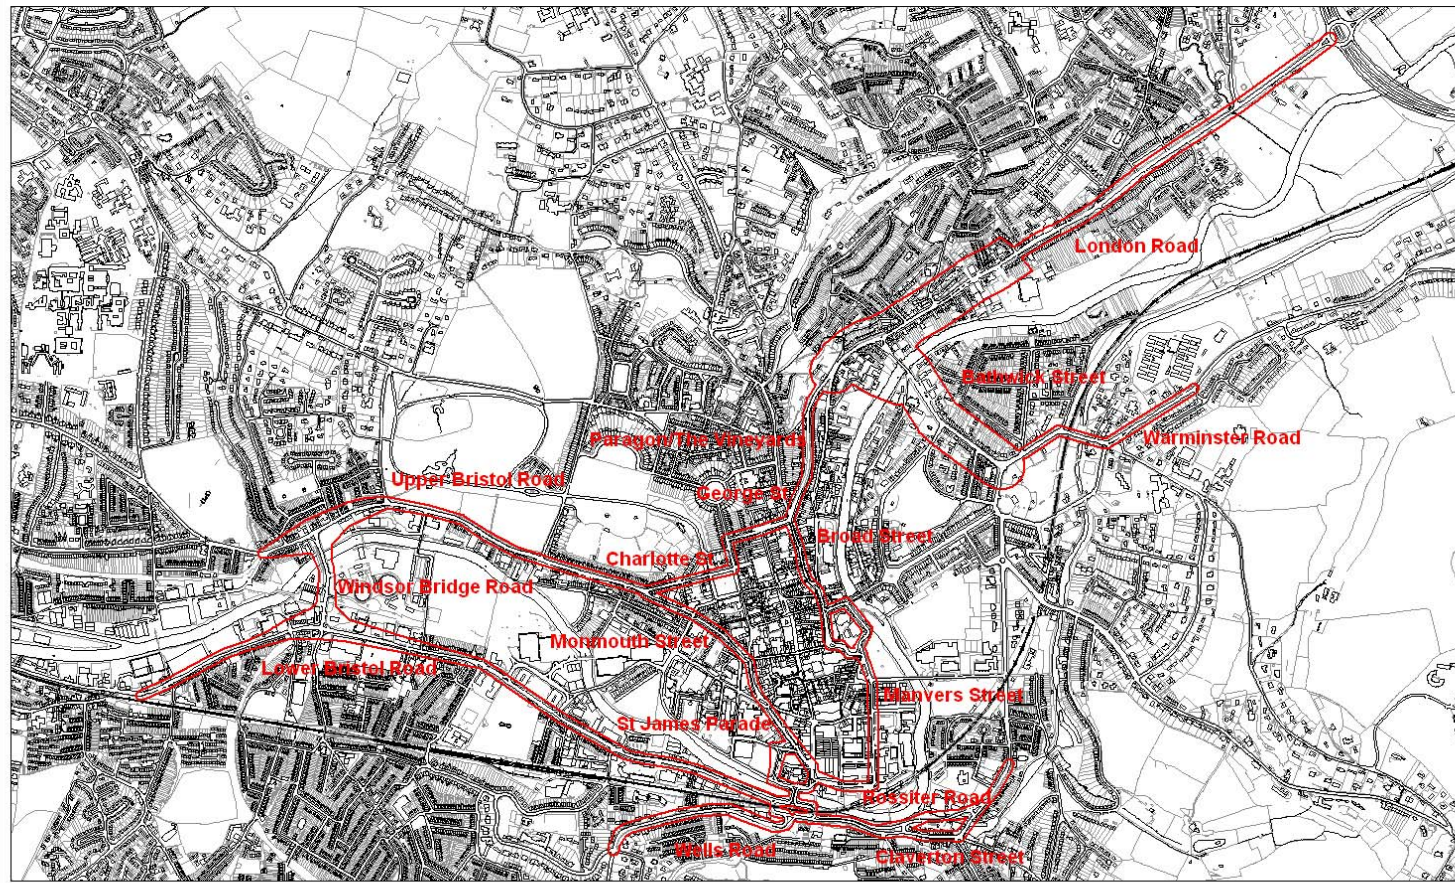 London Road
Bathwick Street
Warminster Road
Paragon/The Vineyards
Upper Bristol Road
George St
Broad Street
Charlotte St
Windsor Bridge Road
Monmouth Street
Lower Bristol Road
Manvers Street
St James Parade
Rossiter Road
Wells Road
Claverton Street